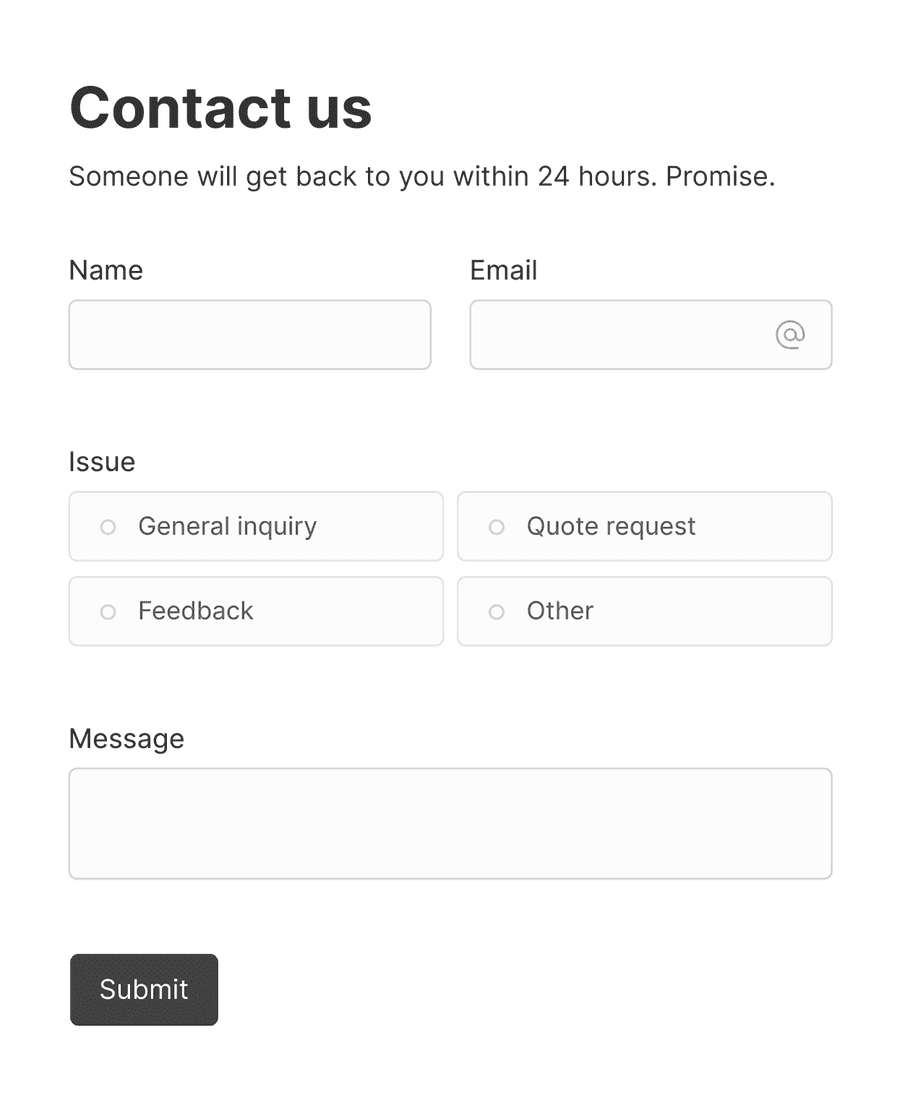 Contact us
Someone will get back to you within 24 hours. Promise.
Name Email
@
Issue
General inquiry Quote request
Feedback Other
Message
Submit